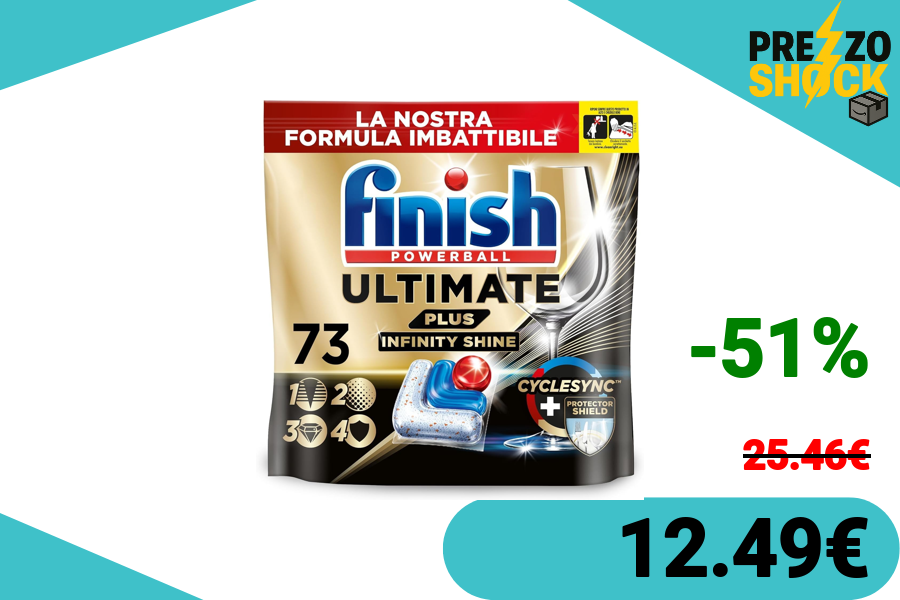 PREZZO
SHOCK
LA NOSTRA
FORMULA IMBATTIBILE
finish
POWERBALL
ULTIMATE
PLUS
INFINITY SHINE
73
1 2
3 4
CYCLESYNC™
+ PROTECTOR
SHIELD
-51%
25.46€
12.49€